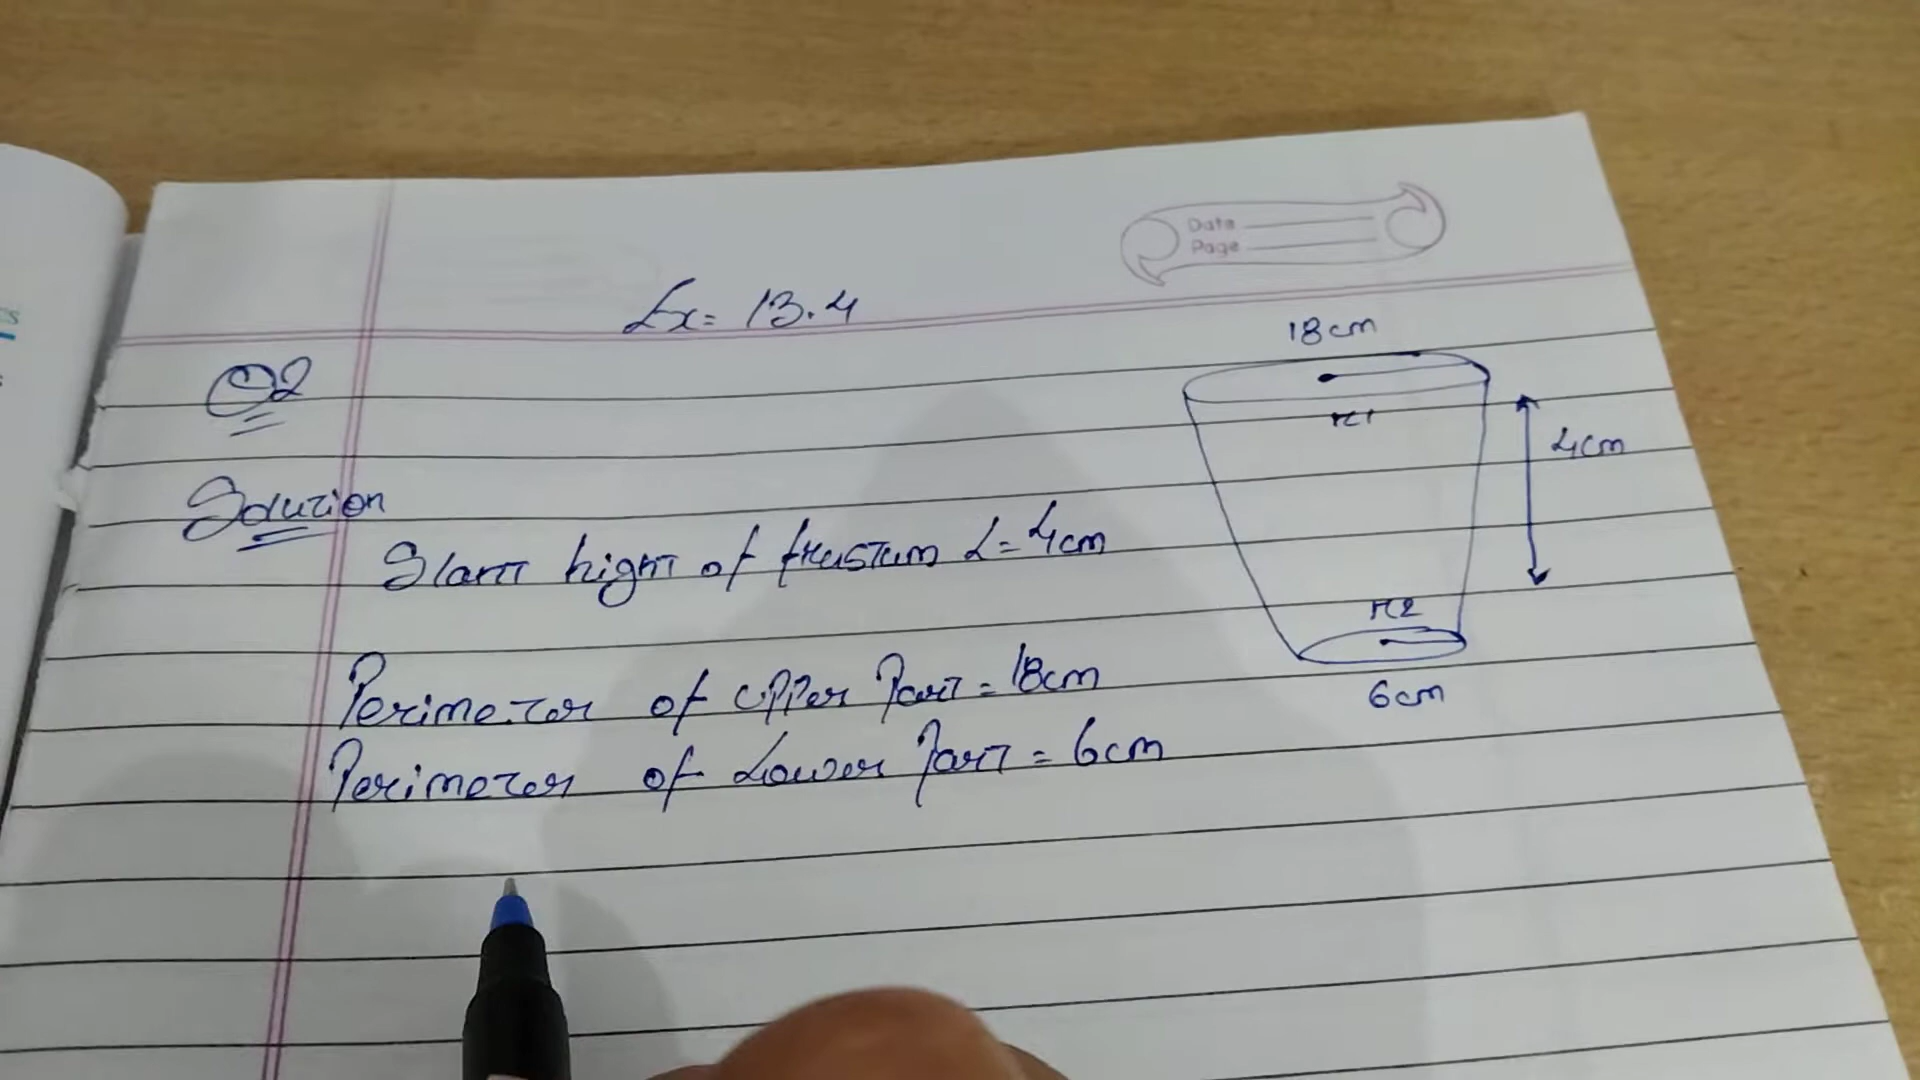 Date
Page
Ex= 13.4
Q2
18cm
r1
4cm
Solution
Slant hight of frustum L= 4cm
r2
6cm
Perimeter of upper Part = 18cm
Perimeter of Lower Part = 6cm